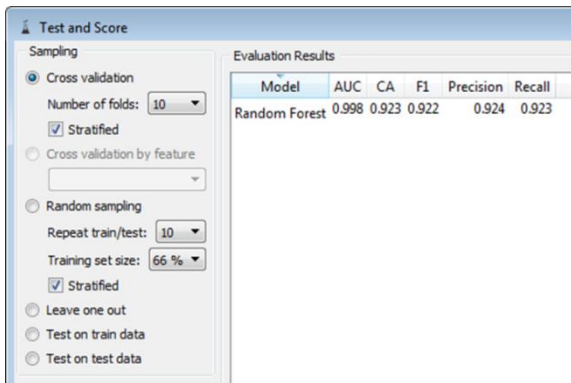 Test and Score
Sampling
Cross validation
Number of folds: 10
Stratified
Cross validation by feature
Random sampling
Repeat train/test: 10
Training set size: 66 %
Stratified
Leave one out
Test on train data
Test on test data
Evaluation Results
Model AUC CA F1 Precision Recall
Random Forest 0.998 0.923 0.922 0.924 0.923